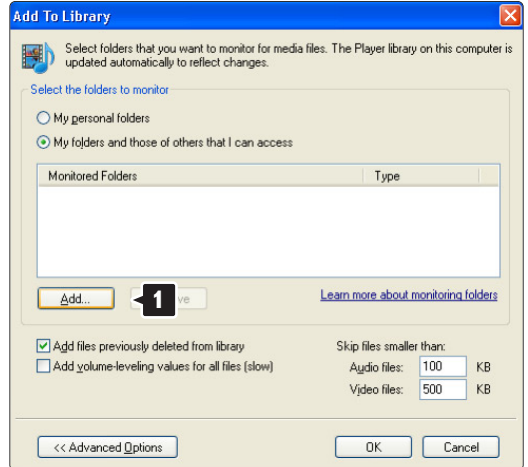 Add To Library
Select folders that you want to monitor for media files. The Player library on this computer is
updated automatically to reflect changes.
Select the folders to monitor
My personal folders
My folders and those of others that I can access
Monitored Folders Type
Add... 1 ve Learn more about monitoring folders
Add files previously deleted from library Skip files smaller than:
Add volume-leveling values for all files (slow) Audio files: 100 KB
Video files: 500 KB
<< Advanced Options OK Cancel